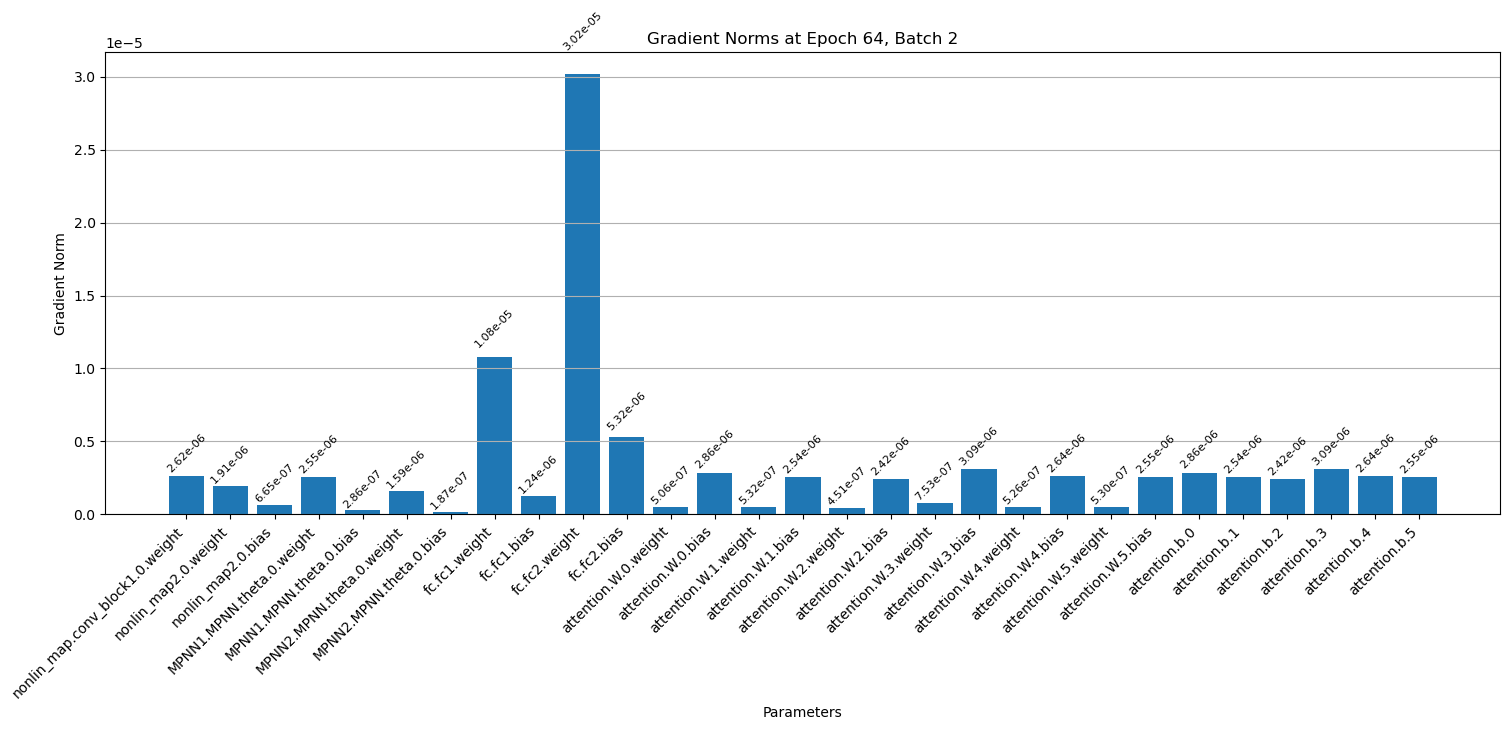 Gradient Norms at Epoch 64, Batch 2
1e−5
3.0
2.5
2.0
1.5
1.0
0.5
0.0
Gradient Norm
2.62e-06
1.91e-06
6.65e-07
2.55e-06
2.86e-07
1.59e-06
1.87e-07
1.08e-05
1.24e-06
3.02e-05
5.32e-06
5.06e-07
2.86e-06
5.32e-07
2.54e-06
4.51e-07
2.42e-06
7.53e-07
3.09e-06
5.26e-07
2.64e-06
5.30e-07
2.55e-06
2.86e-06
2.54e-06
2.42e-06
3.09e-06
2.64e-06
2.55e-06
nonlin_map.conv_block1.0.weight
nonlin_map2.0.weight
nonlin_map2.0.bias
MPNN1.MPNN.theta.0.weight
MPNN1.MPNN.theta.0.bias
MPNN2.MPNN.theta.0.weight
MPNN2.MPNN.theta.0.bias
fc.fc1.weight
fc.fc1.bias
fc.fc2.weight
fc.fc2.bias
attention.W.0.weight
attention.W.0.bias
attention.W.1.weight
attention.W.1.bias
attention.W.2.weight
attention.W.2.bias
attention.W.3.weight
attention.W.3.bias
attention.W.4.weight
attention.W.4.bias
attention.W.5.weight
attention.W.5.bias
attention.b.0
attention.b.1
attention.b.2
attention.b.3
attention.b.4
attention.b.5
Parameters